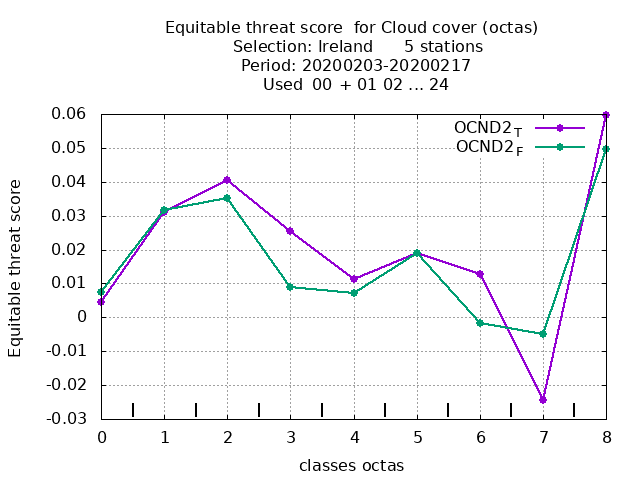 Equitable threat score  for Cloud cover (octas)
Selection: Ireland      5 stations
Period: 20200203-20200217
Used  00 + 01 02 ... 24
OCND2T
OCND2F
Equitable threat score
0.06
0.05
0.04
0.03
0.02
0.01
0
-0.01
-0.02
-0.03
0 1 2 3 4 5 6 7 8
classes octas